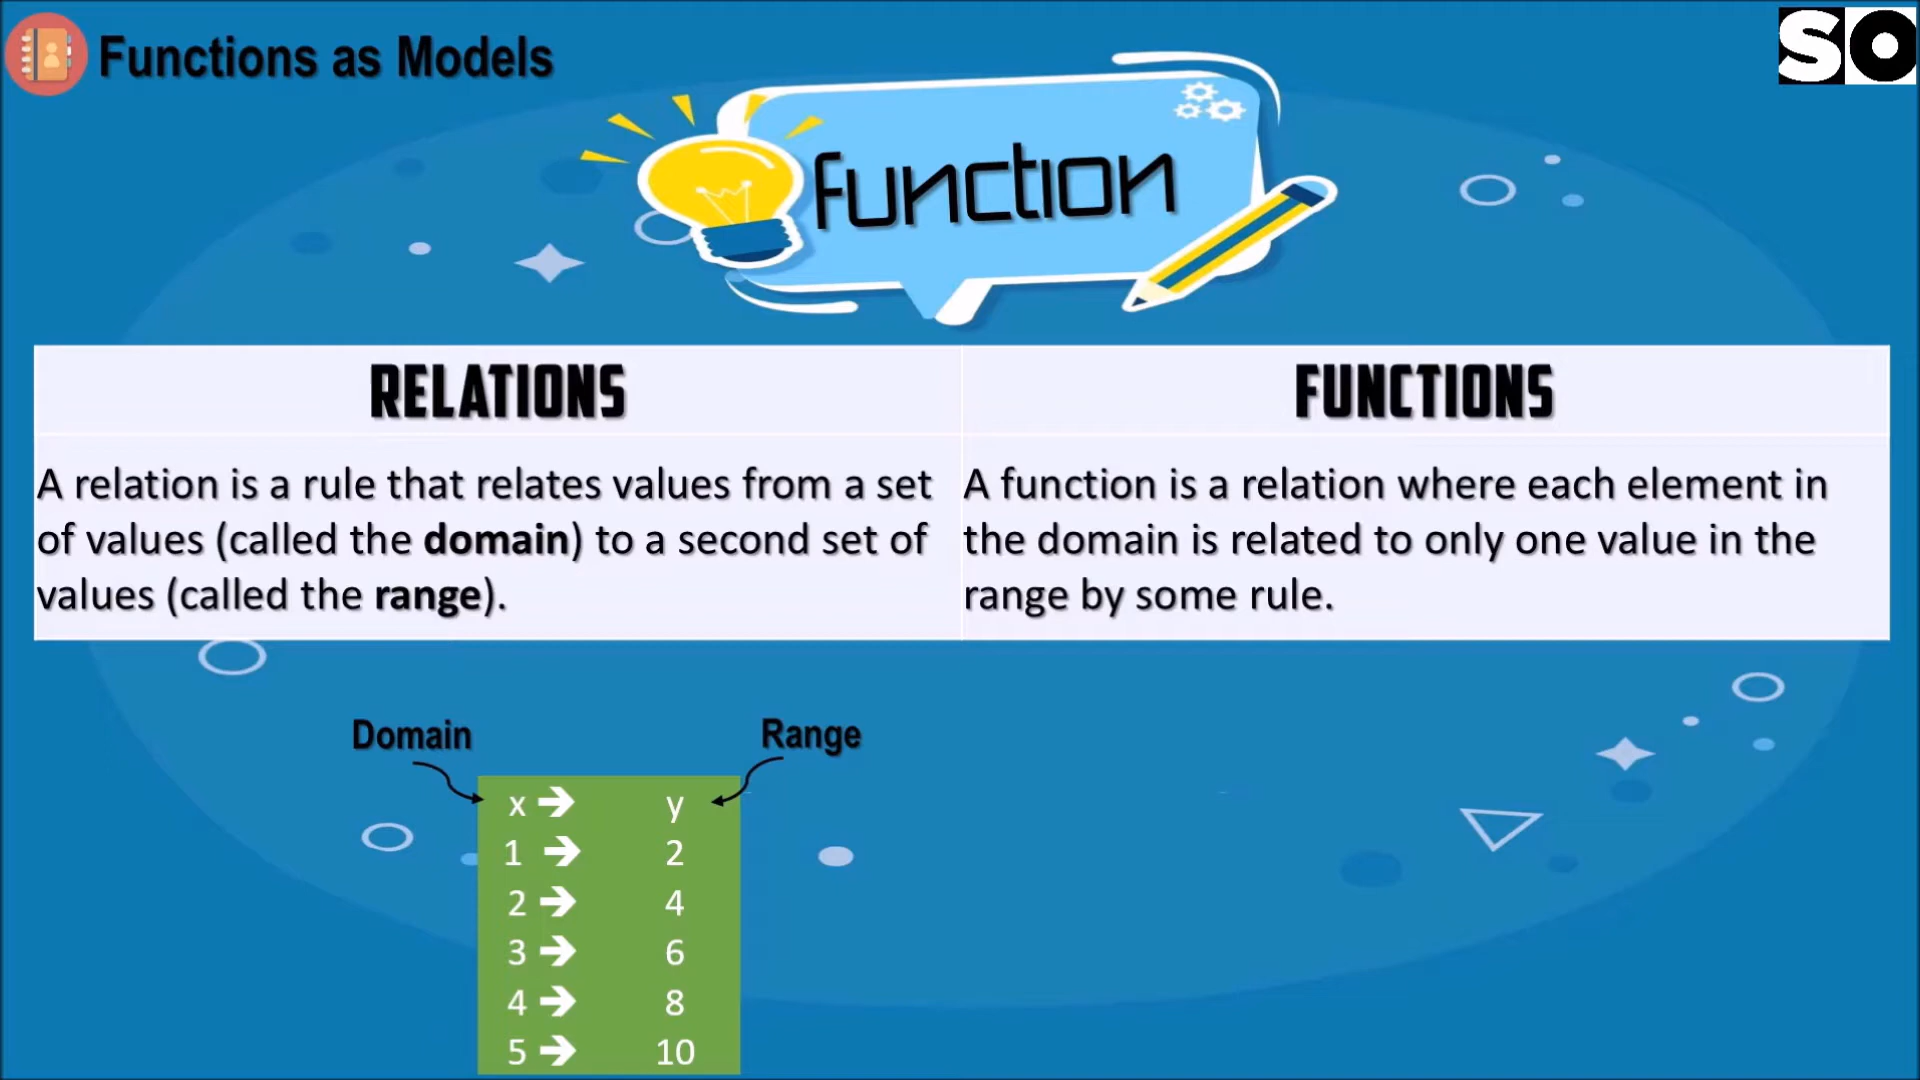 Functions as Models
SO
function
RELATIONS
FUNCTIONS
A relation is a rule that relates values from a set
of values (called the domain) to a second set of
values (called the range).
A function is a relation where each element in
the domain is related to only one value in the
range by some rule.
Domain
Range
x → y
1 → 2
2 → 4
3 → 6
4 → 8
5 → 10